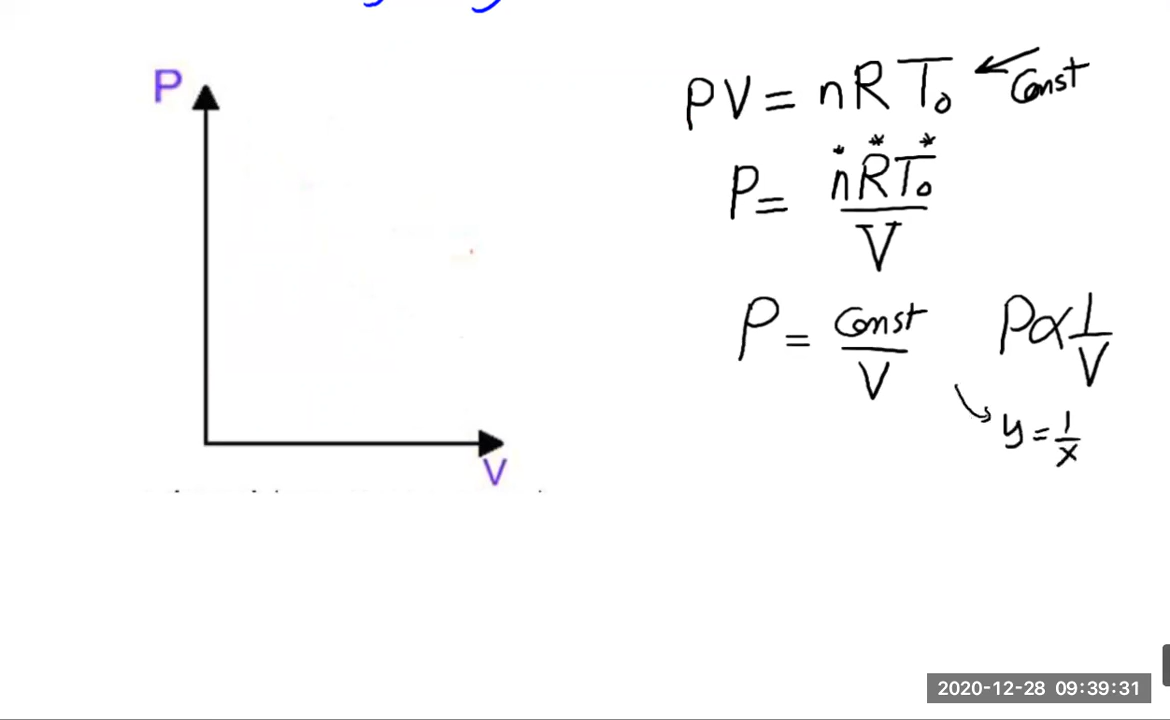 P
V
PV = nRT₀ ← Const
P = nRT₀ / V
P = Const / V
P ∝ 1 / V
y = 1 / x
2020-12-28 09:39:31